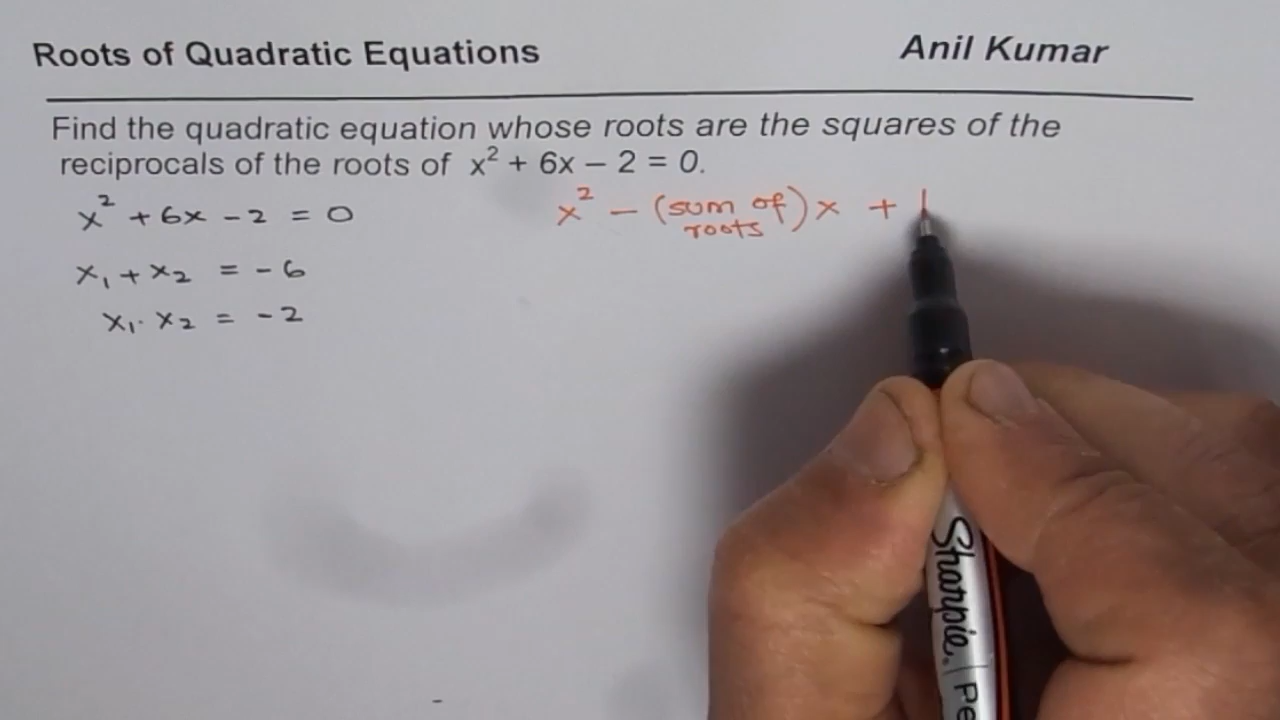 Roots of Quadratic Equations
Anil Kumar
Find the quadratic equation whose roots are the squares of the
reciprocals of the roots of x² + 6x – 2 = 0.
x² + 6x - 2 = 0
x² - (sum of roots) x +
x₁ + x₂ = - 6
x₁ · x₂ = - 2
Sharpie. Pe